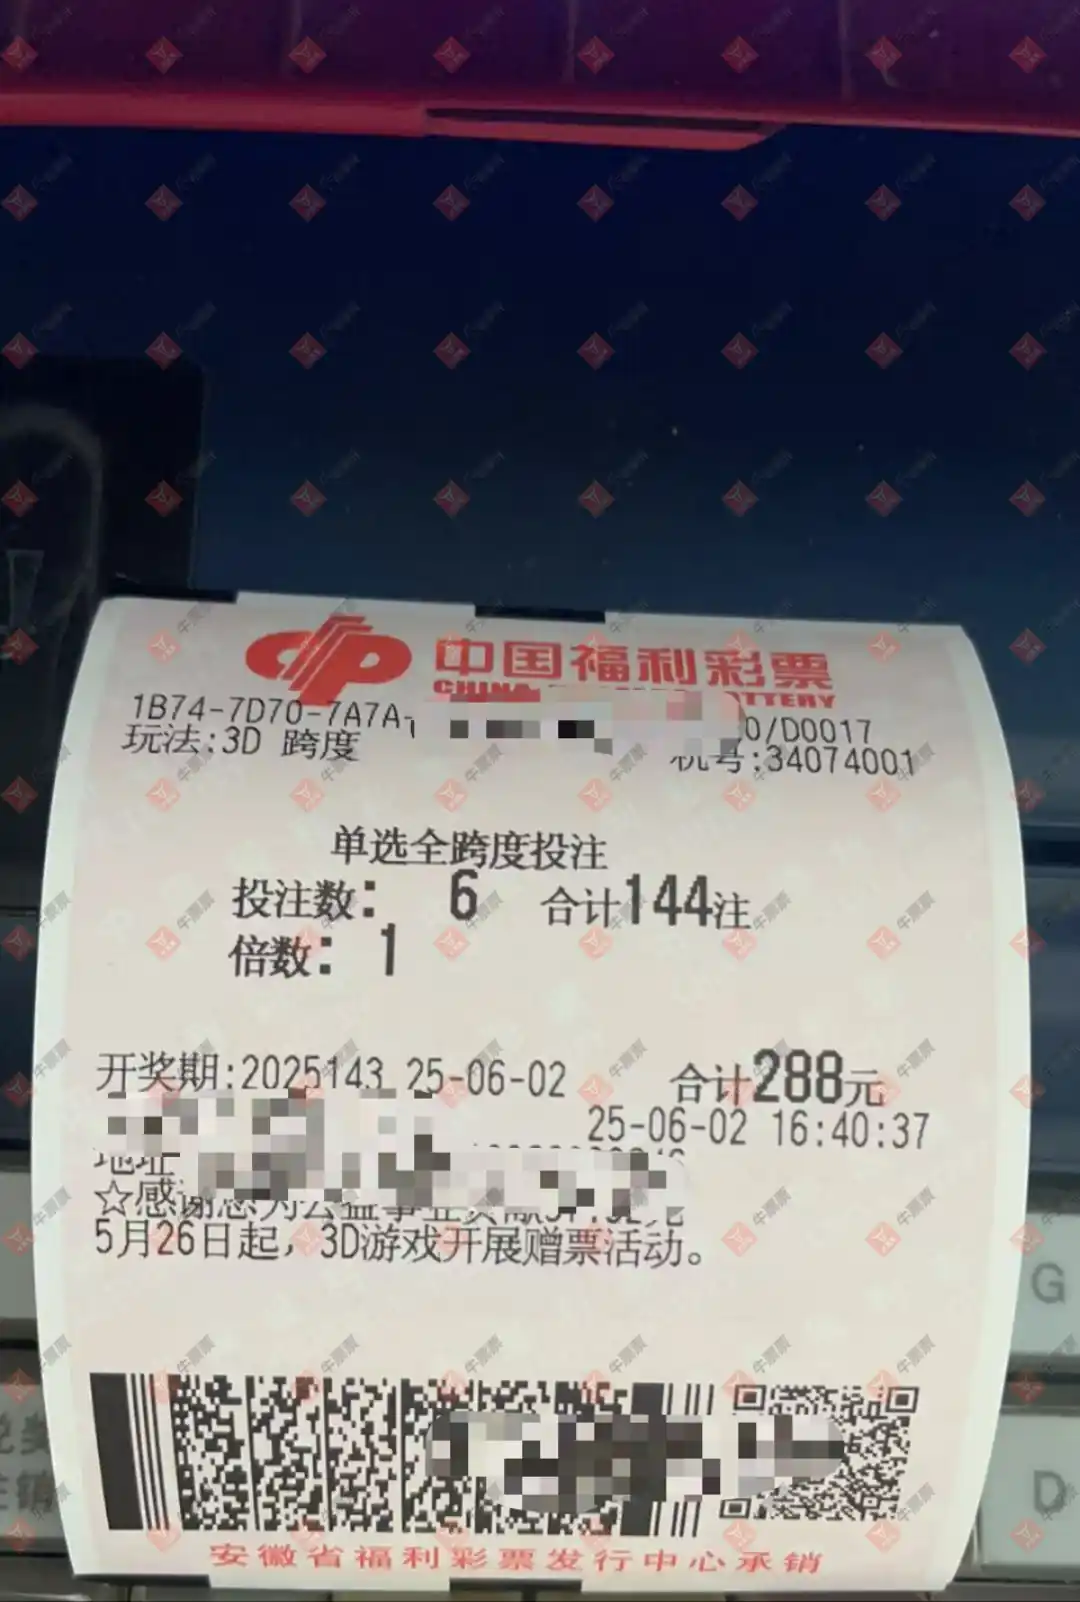 中国福利彩票
1B74-7D70-7A7A-
0/D0017
玩法:3D 跨度
机号:34074001
单选全跨度投注
投注数: 6 合计144注
倍数: 1
开奖期:2025143 25-06-02 合计288元
25-06-02 16:40:37
地址
☆感谢您为公益事业贡献
5月26日起，3D游戏开展赠票活动。
安徽省福利彩票发行中心承销
G
D
牛票票